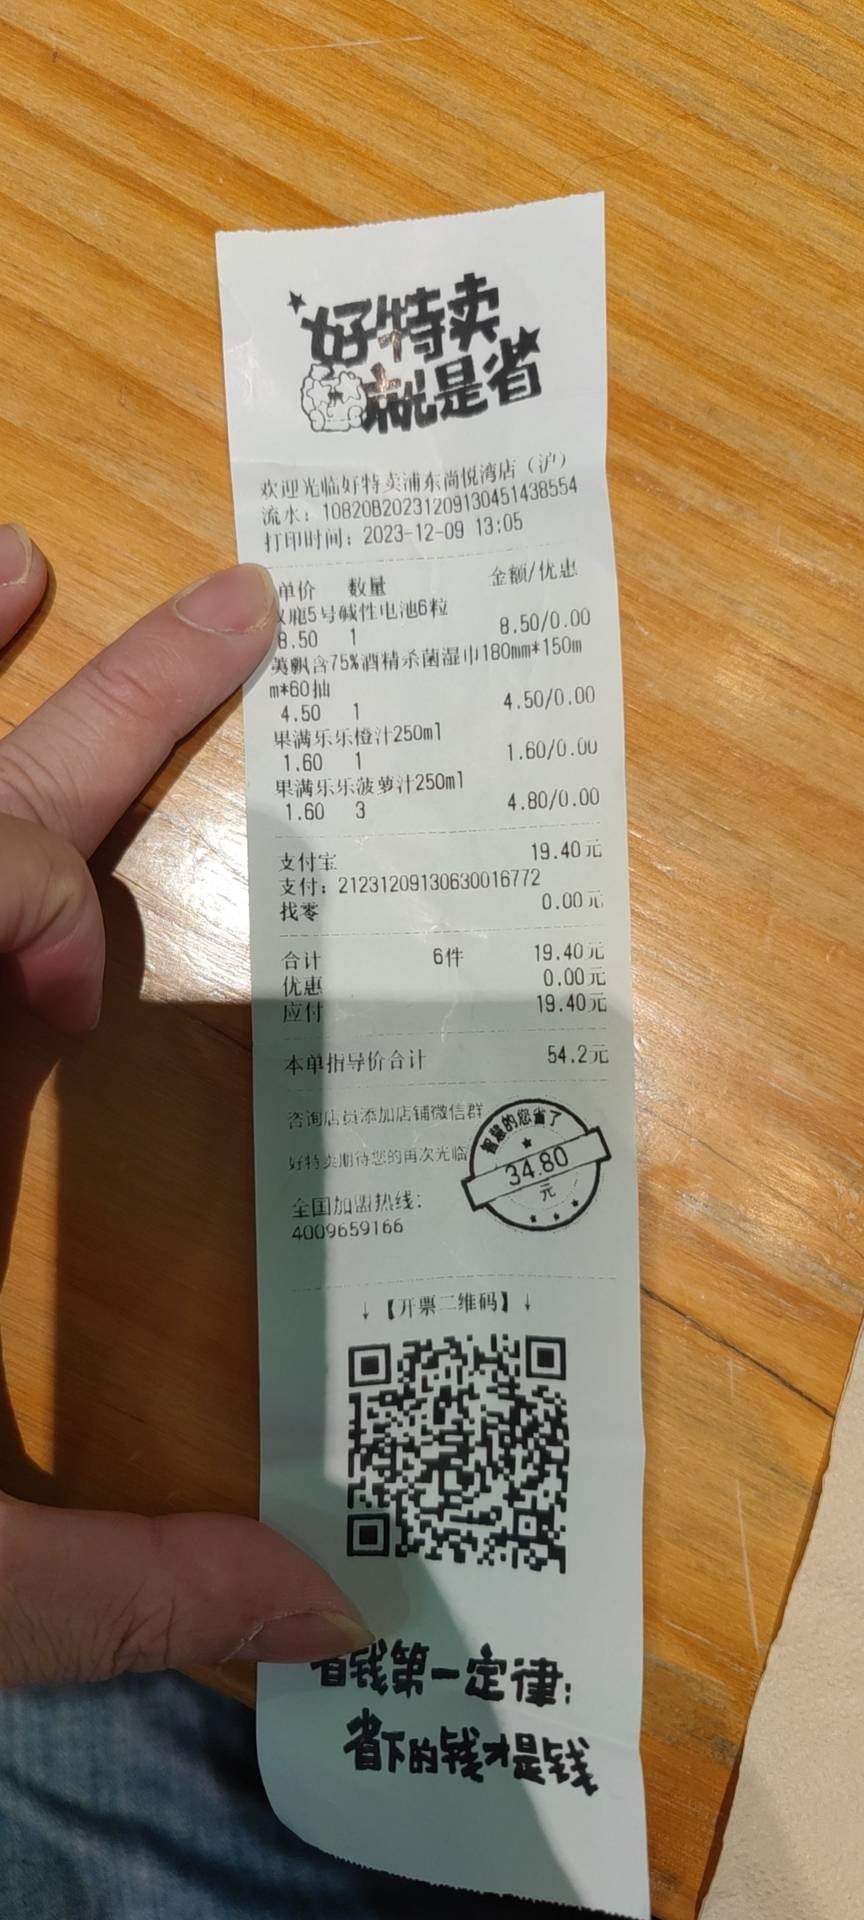 好特卖
就是省
欢迎光临好特卖浦东尚悦湾店（沪）
流水：10820B20231209130451438554
打印时间：2023-12-09 13:05
单价 数量 金额/优惠
鹿5号碱性电池6粒
8.50 1 8.50/0.00
英飘含75%酒精杀菌湿巾180mm*150m
m*60抽
4.50 1 4.50/0.00
果满乐乐橙汁250ml
1.60 1 1.60/0.00
果满乐乐菠萝汁250ml
1.60 3 4.80/0.00
支付宝 19.40元
支付：21231209130630016772
找零 0.00元
合计 6件 19.40元
优惠 0.00元
应付 19.40元
本单指导价合计 54.2元
咨询店员添加店铺微信群
好特卖期待您的再次光临
智慧的您省了
34.80
元
全国加盟热线：
4009659166
↓【开票二维码】↓
省钱第一定律：
省下的钱才是钱